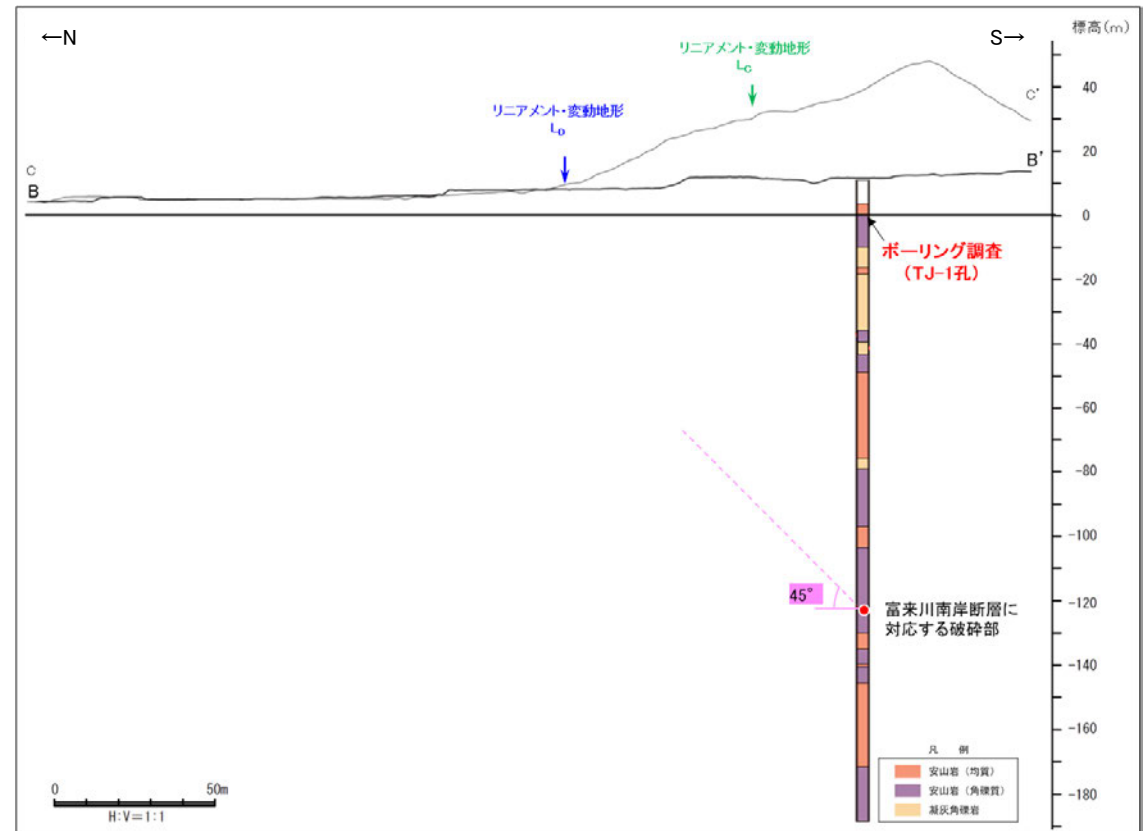 ←N
S→
標高(m)
リニアメント・変動地形
LC
リニアメント・変動地形
LD
C'
B'
C
B
40
20
0
-20
-40
-60
-80
-100
-120
-140
-160
-180
ボーリング調査
(TJ-1孔)
45°
富来川南岸断層に
対応する破砕部
凡 例
安山岩（均質）
安山岩（角礫質）
凝灰角礫岩
0 50m
H:V=1:1